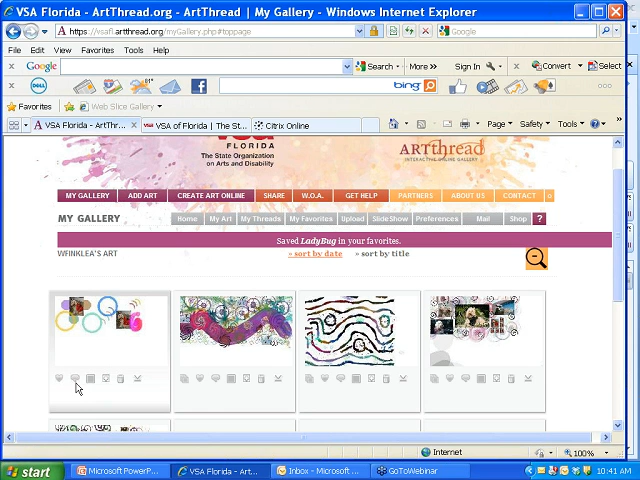 VSA Florida - ArtThread.org - ArtThread | My Gallery - Windows Internet Explorer
https://vsafl.artthread.org/myGallery.php#toppage
Google
File Edit View Favorites Tools Help
Google Search More >> Sign In Convert Select
DELL 81° bing
Favorites Web Slice Gallery
VSA Florida - ArtThr... VSA of Florida | The St... Citrix Online
Page Safety Tools
FLORIDA
The State Organization
on Arts and Disability
ARTthread
INTERACTIVE ONLINE GALLERY
MY GALLERY ADD ART CREATE ART ONLINE SHARE W.O.A. GET HELP PARTNERS ABOUT US CONTACT
MY GALLERY Home My Art My Threads My Favorites Upload SlideShow Preferences Mail Shop ?
Saved LadyBug in your favorites.
WFINKLEA'S ART » sort by date » sort by title
Internet 100%
start Microsoft PowerP... VSA Florida - Art... Inbox - Microsoft ... GoToWebinar 10:41 AM